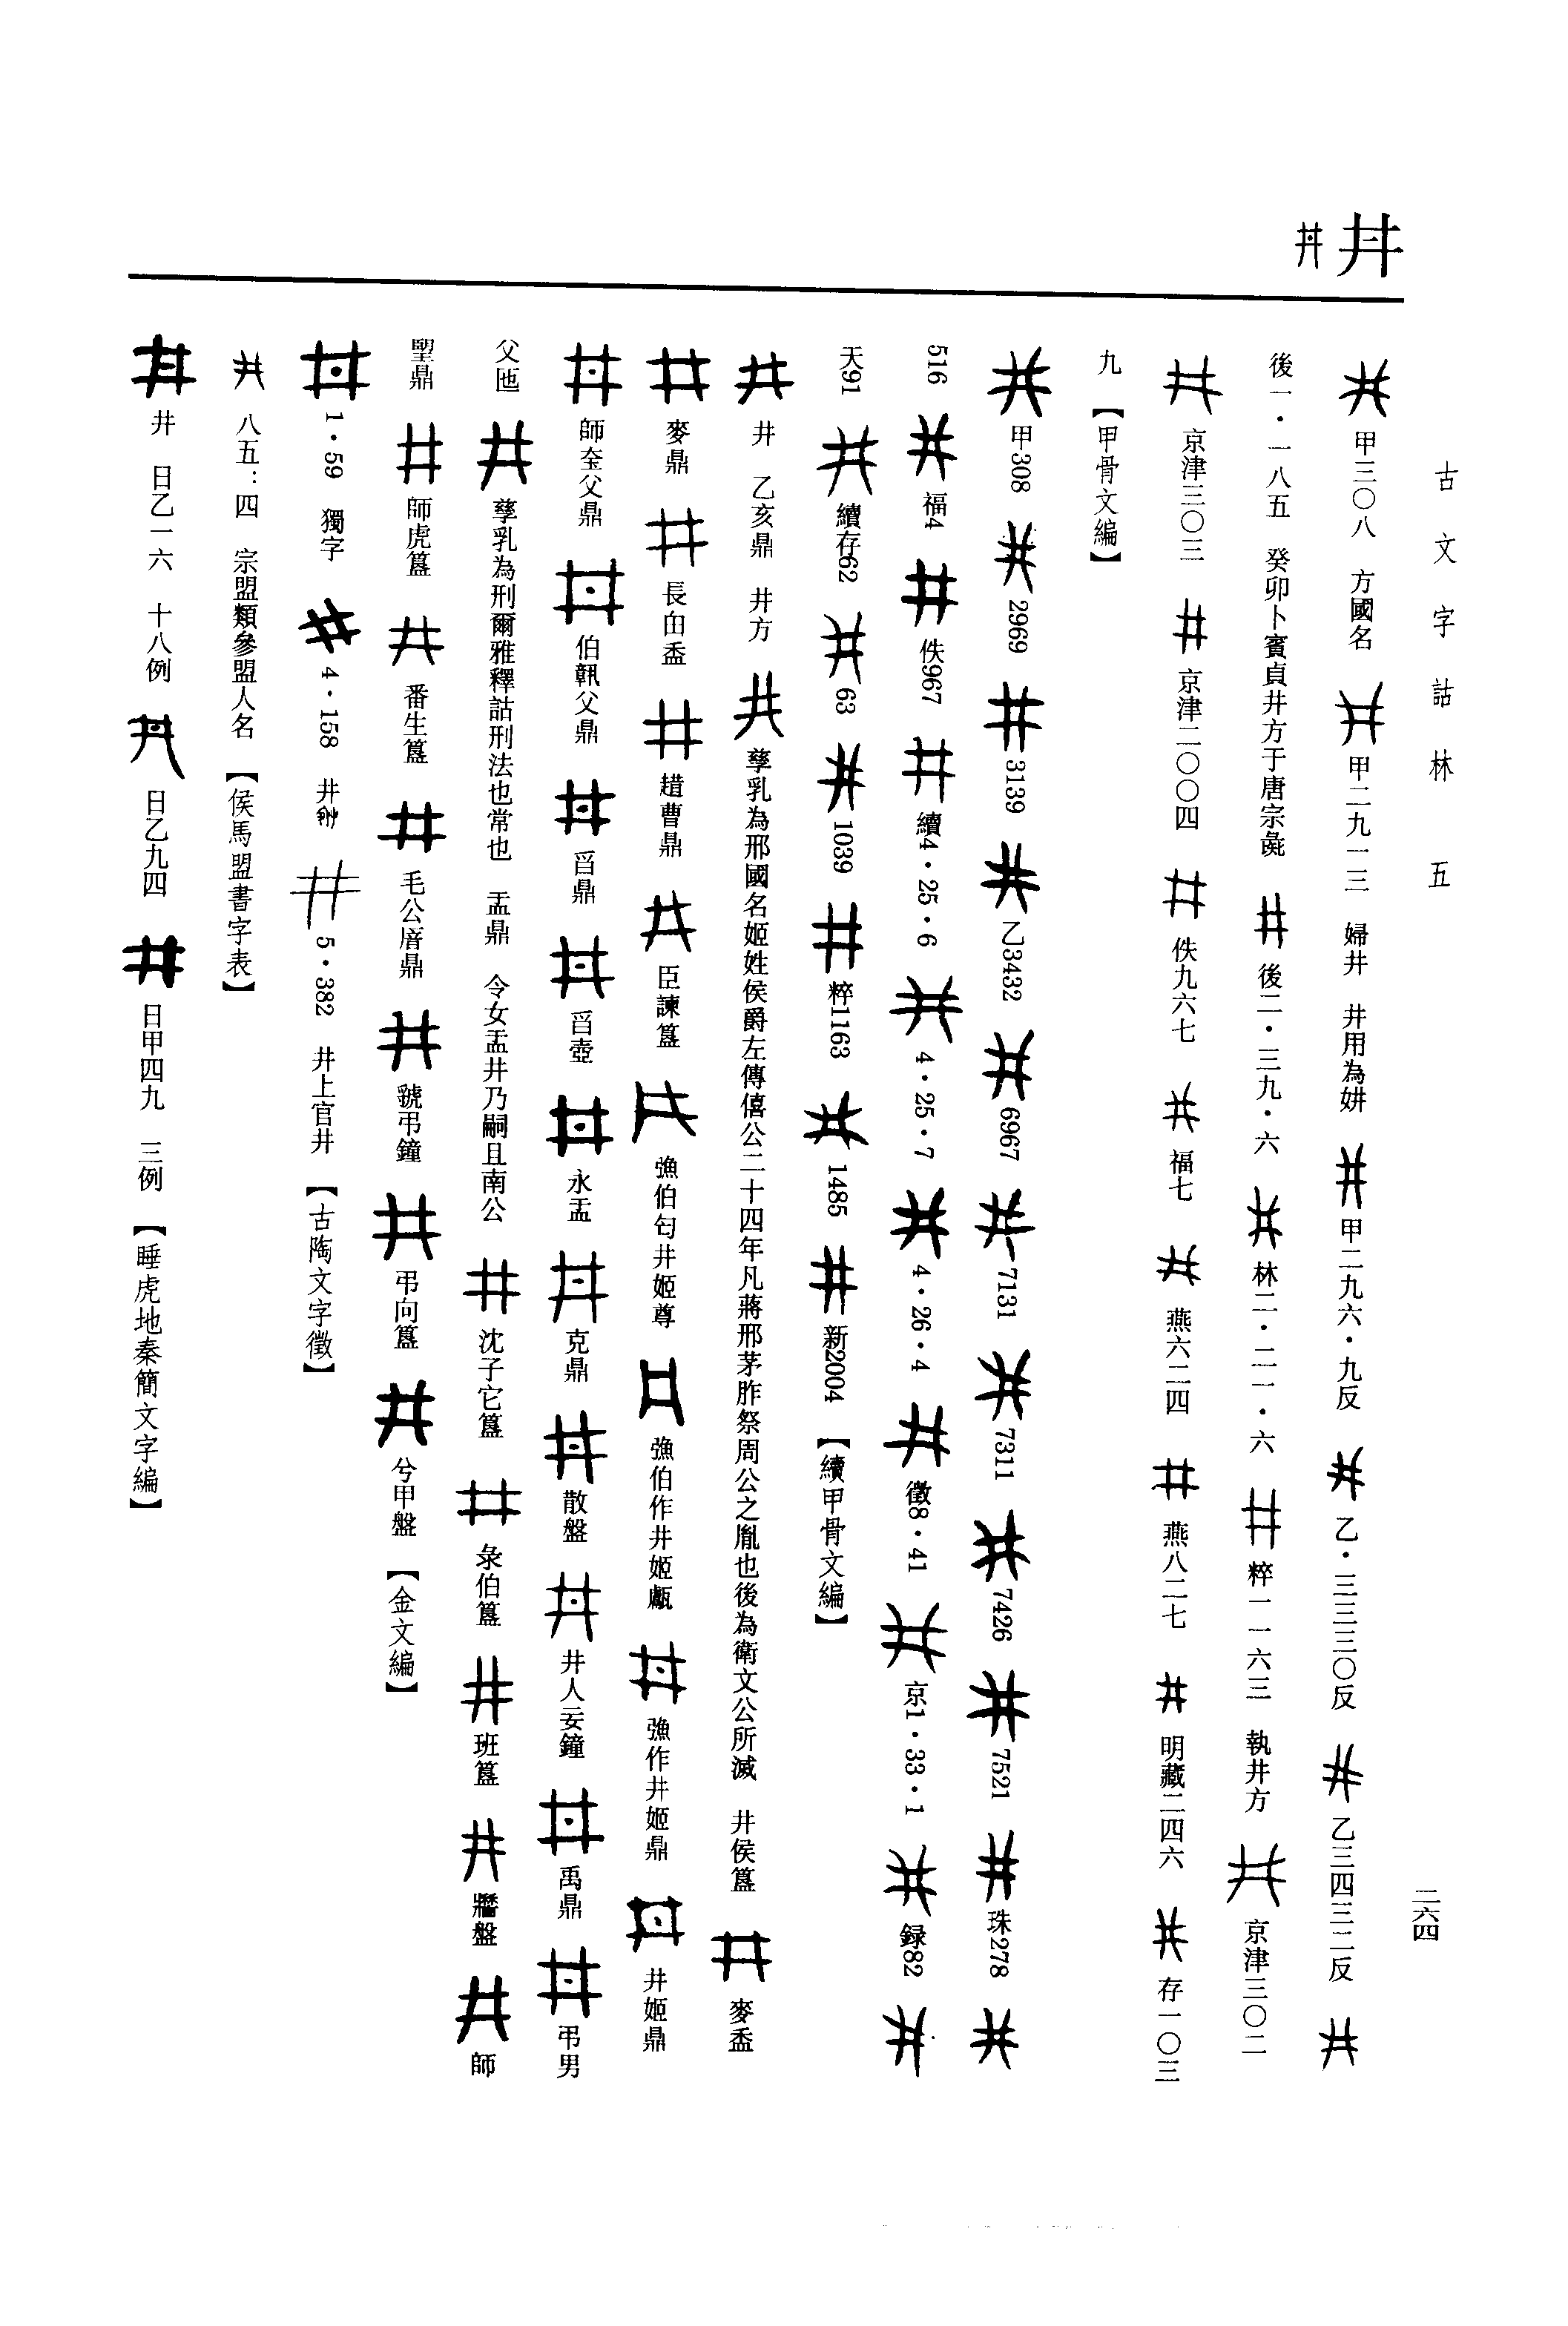 古文字詁林 五
二六四
丼 丼
甲三〇八 方國名 甲二九一三 婦井 井用為妌 甲二九六·九反 乙·三三三〇反 乙三四三二反
後一·一八五 癸卯卜賓貞井方于唐宗彘 後二·三九·六 林二·二一·六 粹一一六三 執井方 京津三〇二
京津三〇三 京津二〇〇四 佚九六七 福七 燕六二四 燕八二七 明藏二四六 存一〇三
九 【甲骨文編】
甲308 2969 3139 乙3432 6967 7131 7311 7426 7521 珠278
516 福4 佚967 續4·25·6 4·25·7 4·26·4 徵8·41 京1·33·1 録82
天91 續存62 63 1039 粹1163 1485 新2004 【續甲骨文編】
井 乙亥鼎 井方 孳乳為邢國名姬姓侯爵左傳僖公二十四年凡蔣邢茅胙祭周公之胤也後為衛文公所滅 井侯簋 麥盉
麥鼎 長由盉 趞曹鼎 臣諫簋 𢐗伯匄井姬尊 𢐗伯作井姬甗 𢐗作井姬鼎 井姬鼎
師𡘇父鼎 伯䢅父鼎 舀鼎 舀壺 永盂 克鼎 散盤 井人妄鐘 禹鼎 弔男
父匜 孳乳為刑爾雅釋詁刑法也常也 盂鼎 令女盂井乃嗣且南公 沈子它簋 彔伯簋 班簋 牆盤 師
𦔻鼎 師虎簋 番生簋 毛公㾓鼎 虢弔鐘 弔向簋 兮甲盤 【金文編】
1·59 獨字 4·158 井 5·382 井上官井 【古陶文字徵】
八五：四 宗盟類參盟人名 【侯馬盟書字表】
井 日乙一六 十八例 日乙九四 日甲四九 三例 【睡虎地秦簡文字編】